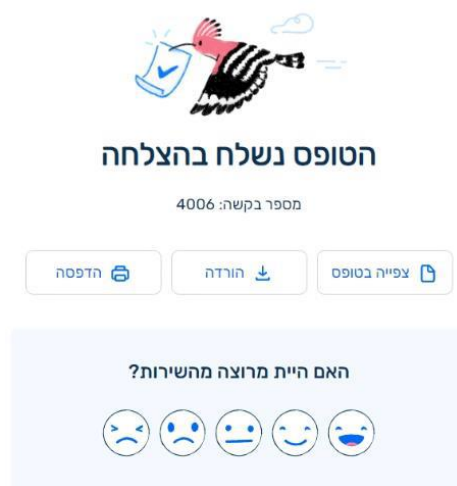 הטופס נשלח בהצלחה
מספר בקשה: 4006
צפייה בטופס
הורדה
הדפסה
האם היית מרוצה מהשירות?